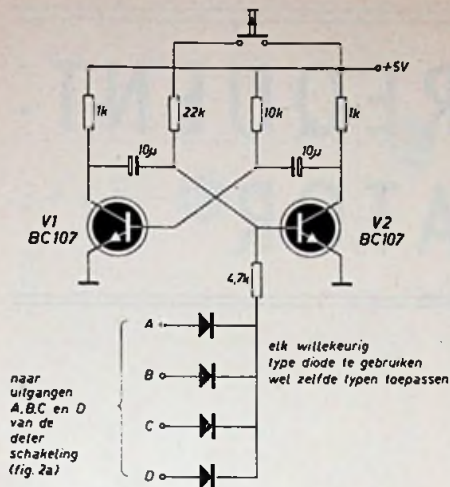 +5V
1k
22k
10k
1k
10µ
10µ
V1
BC107
V2
BC107
4,7k
A
B
C
D
elk willekeurig
type diode te gebruiken
wel zelfde typen toepassen
naar
uitgangen
A,B,C en D
van de
deler
schakeling
(fig. 2a)